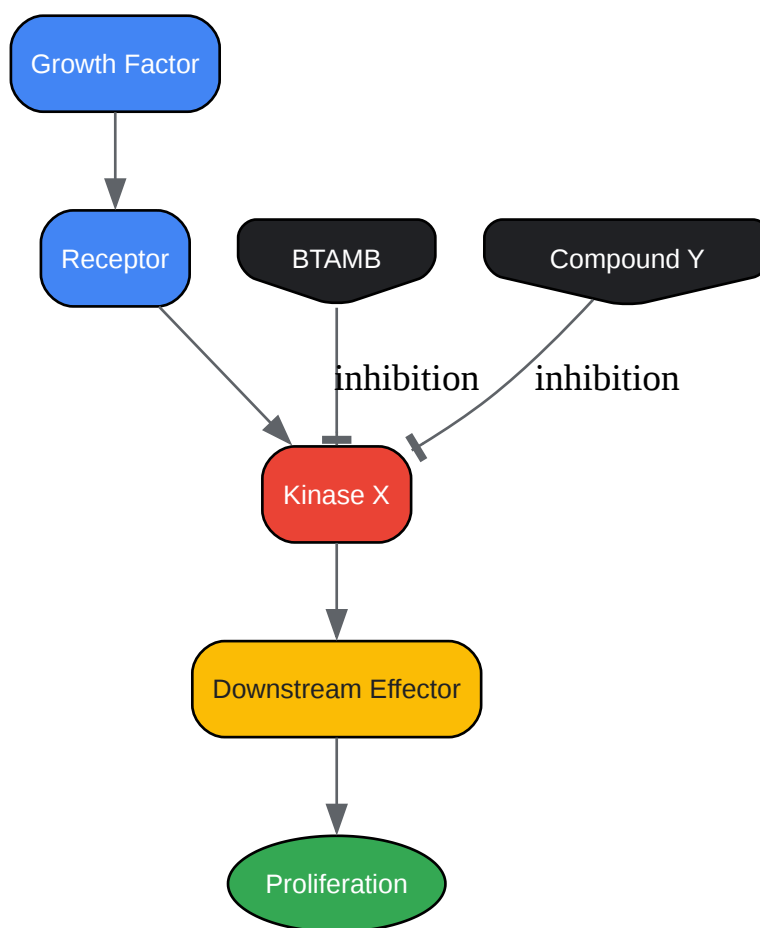 Growth Factor
Receptor
BTAMB
Compound Y
inhibition
inhibition
Kinase X
Downstream Effector
Proliferation